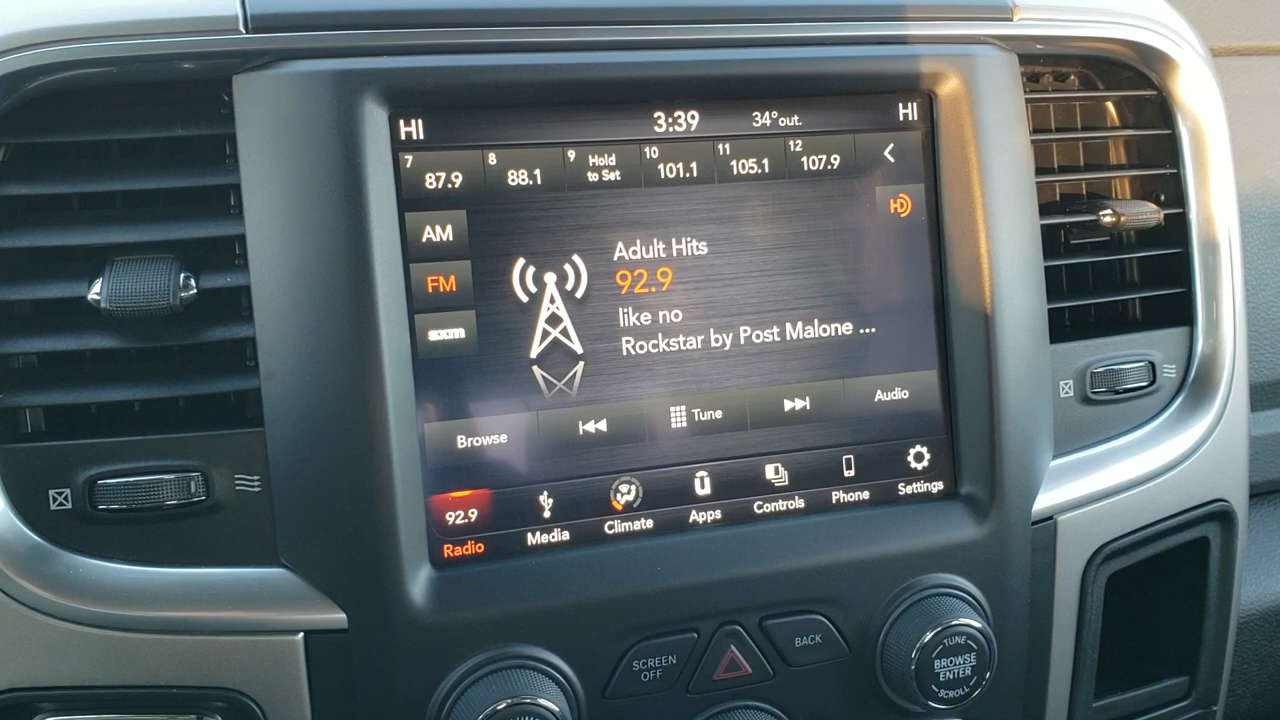 HI 3:39 34°out. HI
7 87.9 8 88.1 9 Hold to Set 10 101.1 11 105.1 12 107.9
HD
AM
FM
sxm
Adult Hits
92.9
like no
Rockstar by Post Malone ...
Browse Tune Audio
92.9
Radio Media Climate Apps Controls Phone Settings
SCREEN OFF
BACK
TUNE
BROWSE
ENTER
SCROLL